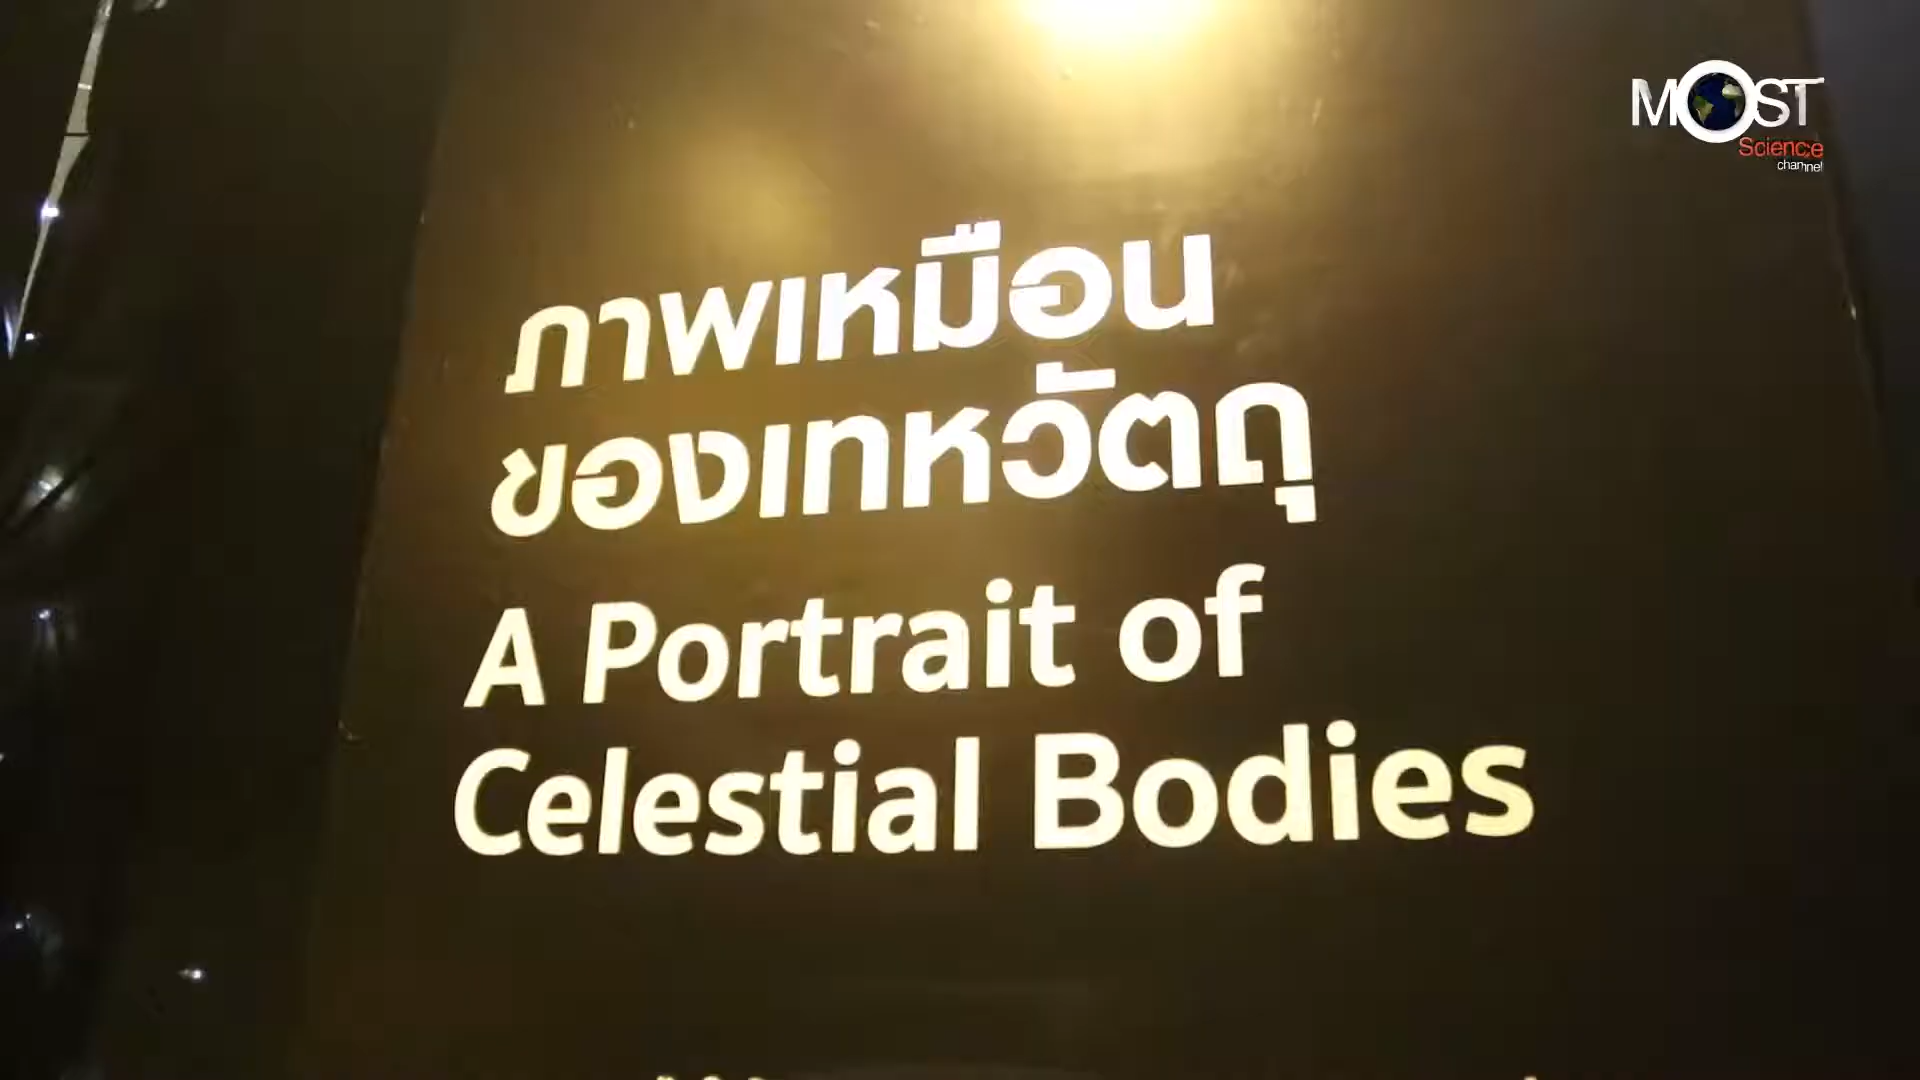 MOST
Science
channel
ภาพเหมือน
ของเทหวัตถุ
A Portrait of
Celestial Bodies